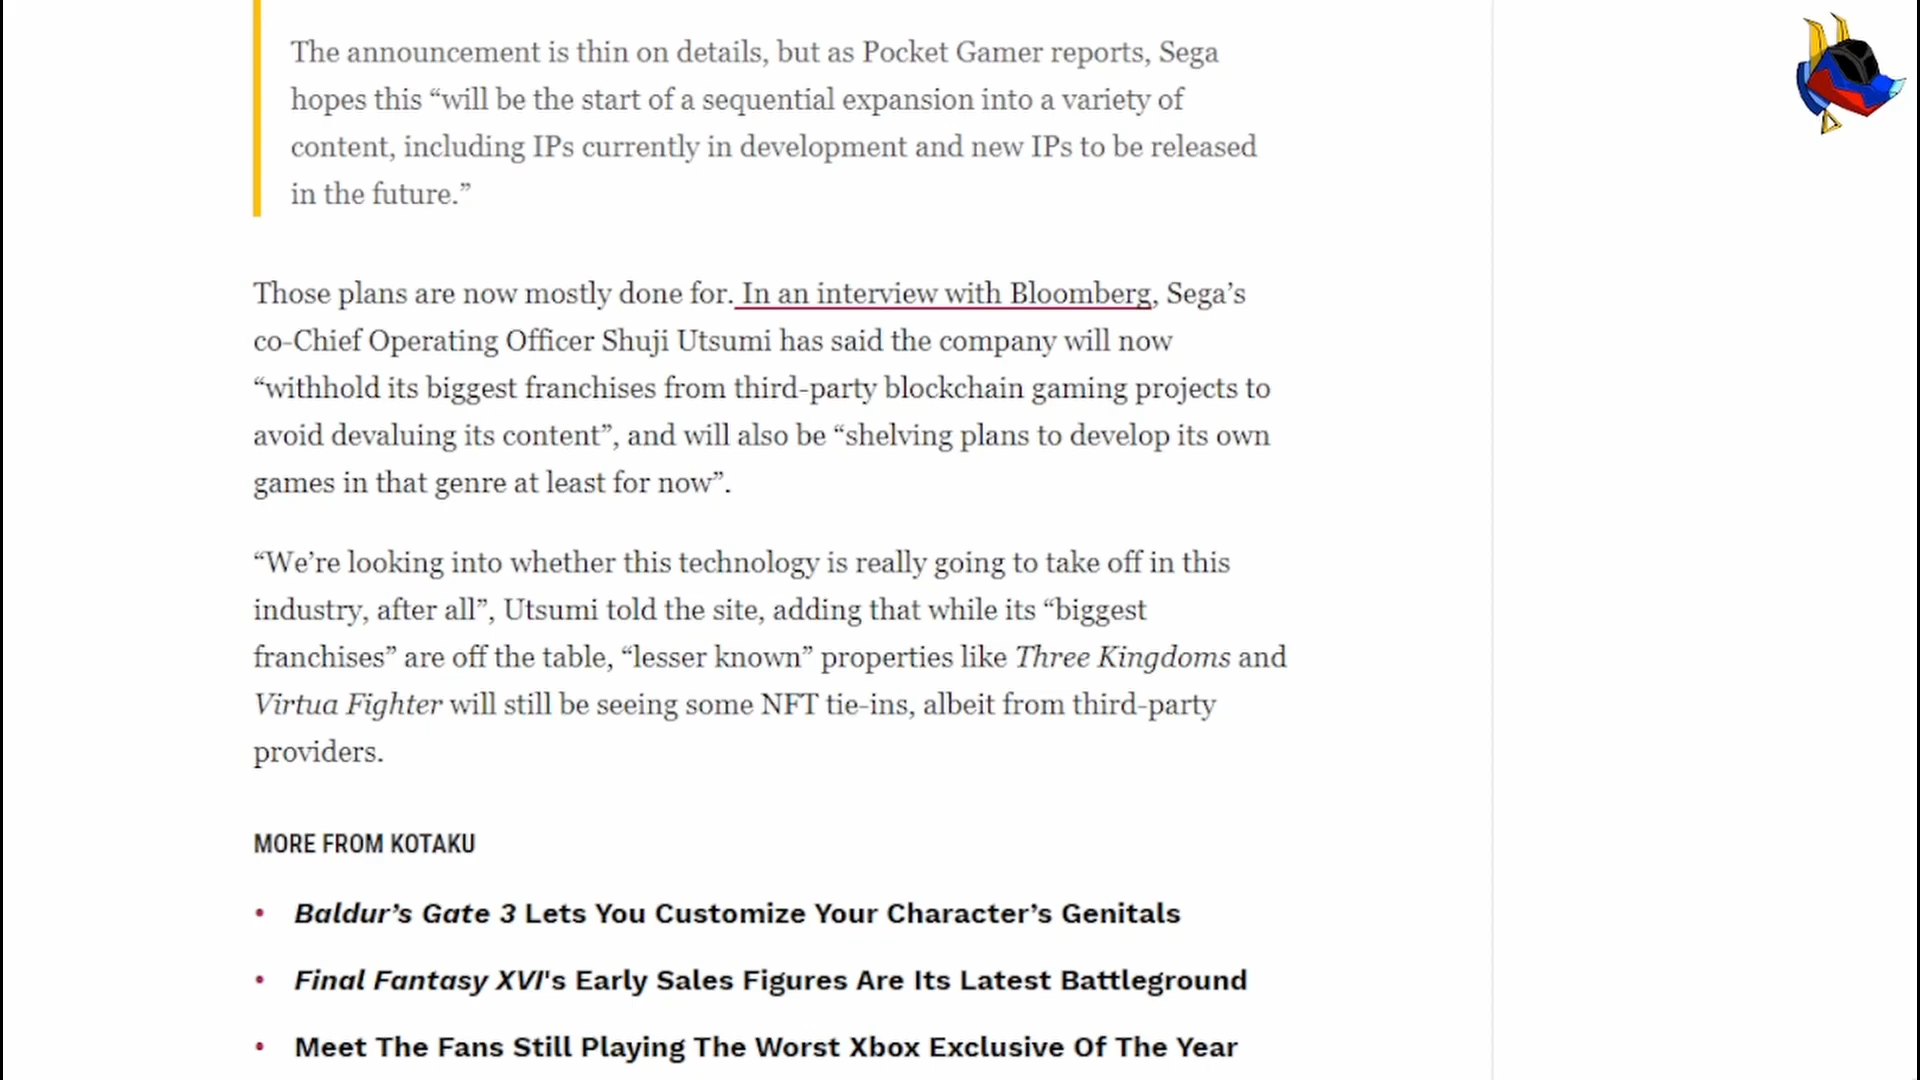 The announcement is thin on details, but as Pocket Gamer reports, Sega
hopes this “will be the start of a sequential expansion into a variety of
content, including IPs currently in development and new IPs to be released
in the future.”
Those plans are now mostly done for. In an interview with Bloomberg, Sega’s
co-Chief Operating Officer Shuji Utsumi has said the company will now
“withhold its biggest franchises from third-party blockchain gaming projects to
avoid devaluing its content”, and will also be “shelving plans to develop its own
games in that genre at least for now”.
“We’re looking into whether this technology is really going to take off in this
industry, after all”, Utsumi told the site, adding that while its “biggest
franchises” are off the table, “lesser known” properties like Three Kingdoms and
Virtua Fighter will still be seeing some NFT tie-ins, albeit from third-party
providers.
MORE FROM KOTAKU
• Baldur’s Gate 3 Lets You Customize Your Character’s Genitals
• Final Fantasy XVI's Early Sales Figures Are Its Latest Battleground
• Meet The Fans Still Playing The Worst Xbox Exclusive Of The Year